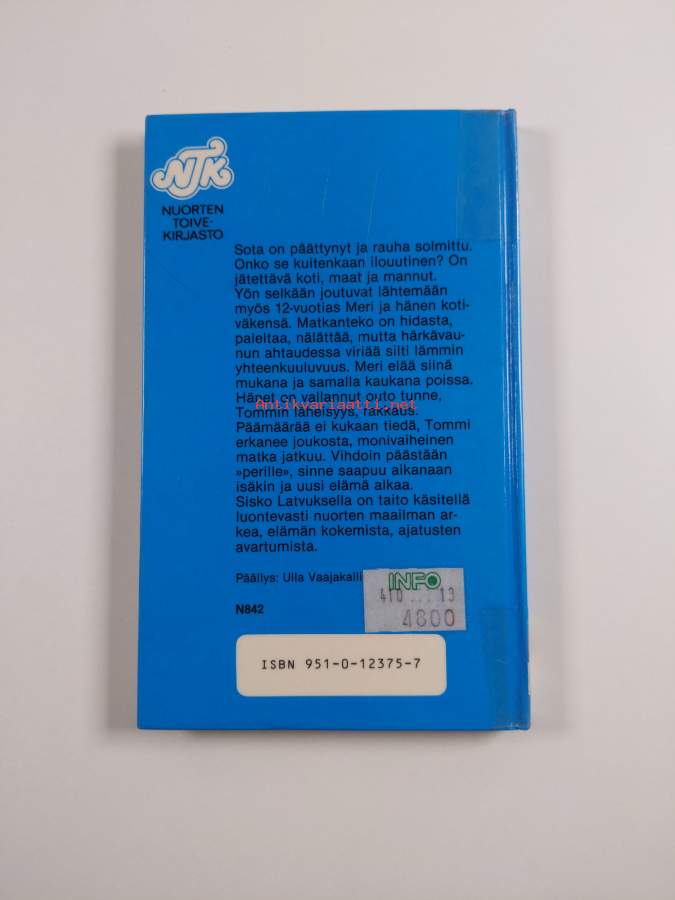 NTK
NUORTEN
TOIVE-
KIRJASTO
Sota on päättynyt ja rauha solmittu.
Onko se kuitenkaan ilouutinen? On
jätettävä koti, maat ja mannut.
Yön selkään joutuvat lähtemään
myös 12-vuotias Meri ja hänen koti-
väkensä. Matkanteko on hidasta,
paleltaa, nälättää, mutta härkävau-
nun ahtaudessa viriää silti lämmin
yhteenkuuluvuus. Meri elää siinä
mukana ja samalla kaukana poissa.
Hänet on vallannut outo tunne,
Antikvariaatti.net
Tommin läheisyys, rakkaus.
Päämäärää ei kukaan tiedä, Tommi
erkanee joukosta, monivaiheinen
matka jatkuu. Vihdoin päästään
»perille», sinne saapuu aikanaan
isäkin ja uusi elämä alkaa.
Sisko Latvuksella on taito käsitellä
luontevasti nuorten maailman ar-
kea, elämän kokemista, ajatusten
avartumista.
Päällys: Ulla Vaajakalli
INFO
410 13
4800
N842
ISBN 951-0-12375-7